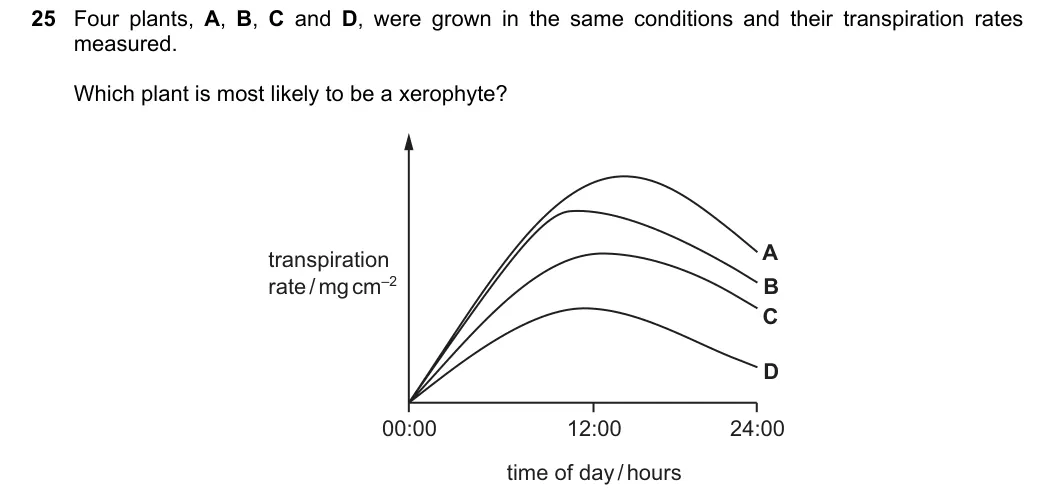 25 Four plants, A, B, C and D, were grown in the same conditions and their transpiration rates
measured.
Which plant is most likely to be a xerophyte?
transpiration
rate / mg cm⁻²
A
B
C
D
00:00 12:00 24:00
time of day / hours